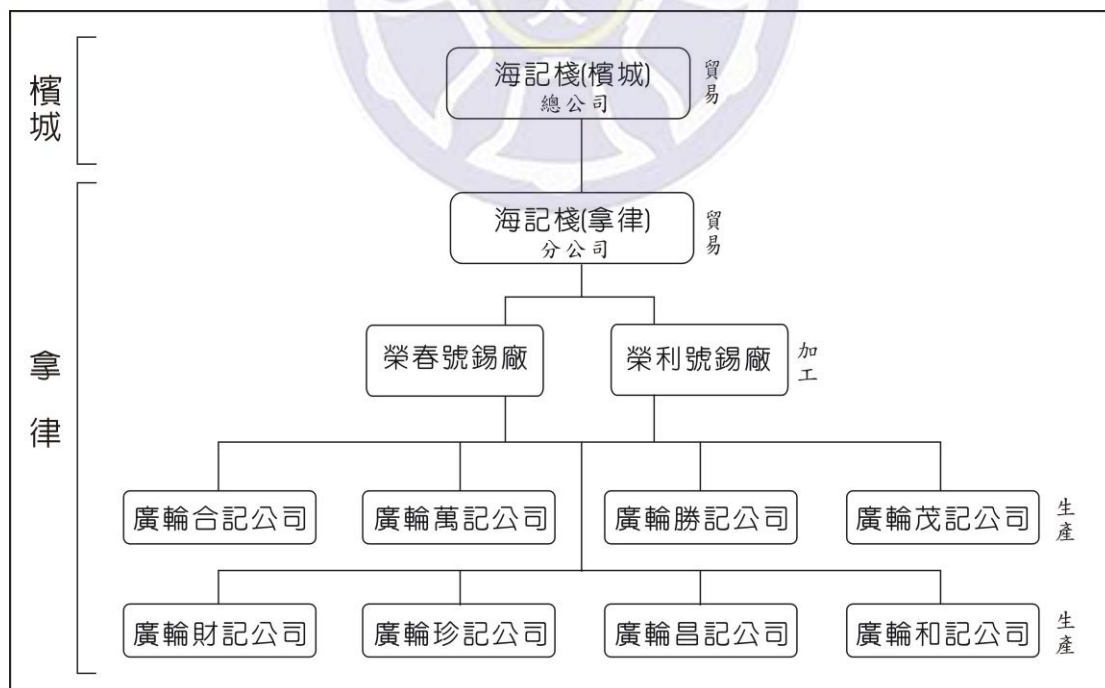 檳城
海記棧(檳城)
總公司
貿易
拿律
海記棧(拿律)
分公司
貿易
榮春號錫廠
榮利號錫廠
加工
廣輪合記公司
廣輪萬記公司
廣輪勝記公司
廣輪茂記公司
生產
廣輪財記公司
廣輪珍記公司
廣輪昌記公司
廣輪和記公司
生產